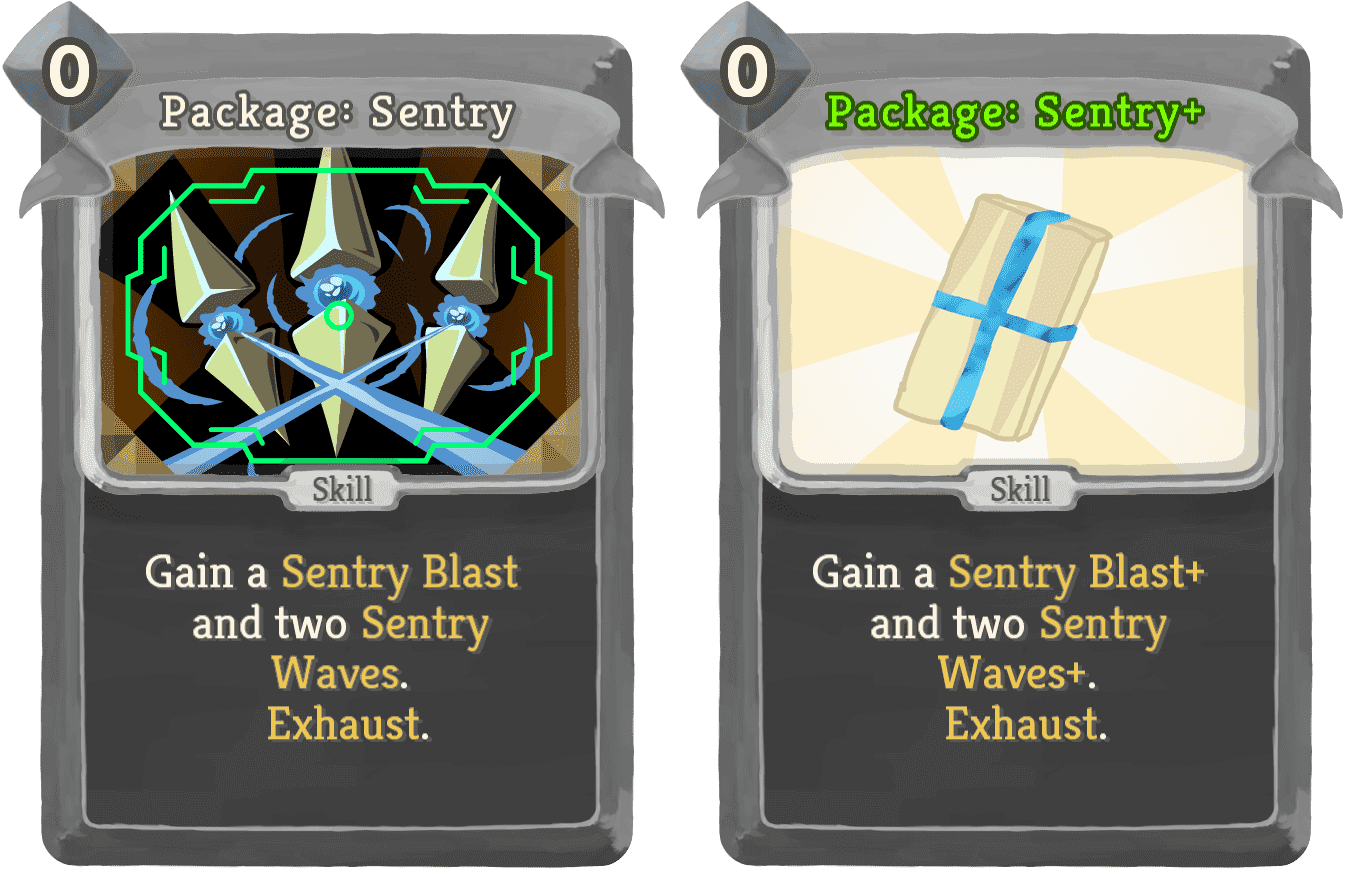 0
Package: Sentry
Skill
Gain a Sentry Blast
and two Sentry
Waves.
Exhaust.
0
Package: Sentry+
Skill
Gain a Sentry Blast+
and two Sentry
Waves+.
Exhaust.